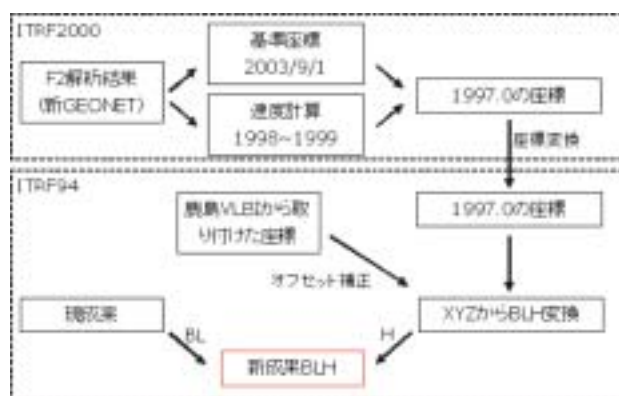 ITRF2000
基準座標
2003/9/1
F2解析結果
(新GEONET)
速度計算
1998~1999
1997.0の座標
座標変換
ITRF94
鹿島VLBIから取
り付けた座標
1997.0の座標
オフセット補正
現成果
XYZからBLH変換
BL
H
新成果BLH